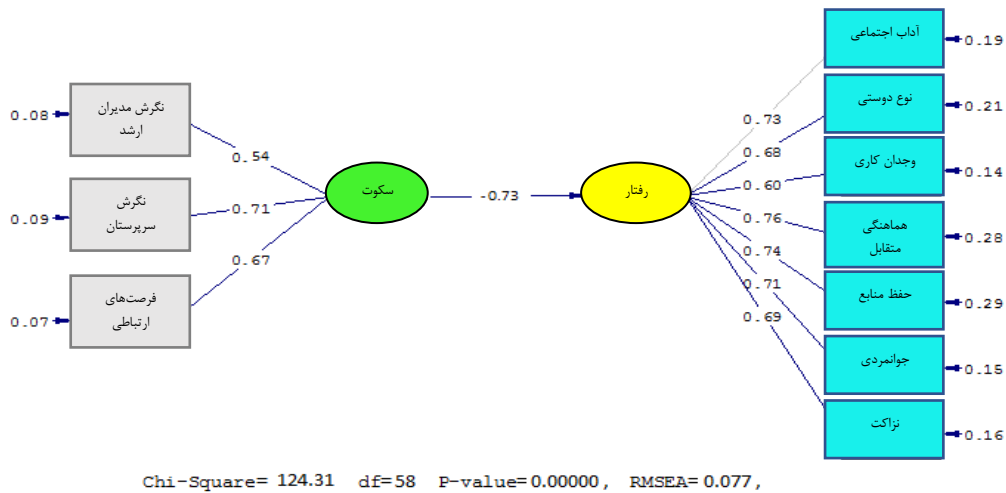 نگرش مدیران
ارشد
0.08
0.54
نگرش
سرپرستان
0.09
0.71
فرصت‌های
ارتباطی
0.07
0.67
سکوت
-0.73
رفتار
آداب اجتماعی
0.19
0.73
نوع دوستی
0.21
0.68
وجدان کاری
0.14
0.60
هماهنگی
متقابل
0.28
0.76
حفظ منابع
0.29
0.74
جوانمردی
0.15
0.71
نزاکت
0.16
0.69
Chi-Square= 124.31 df=58 P-value=0.00000, RMSEA=0.077,